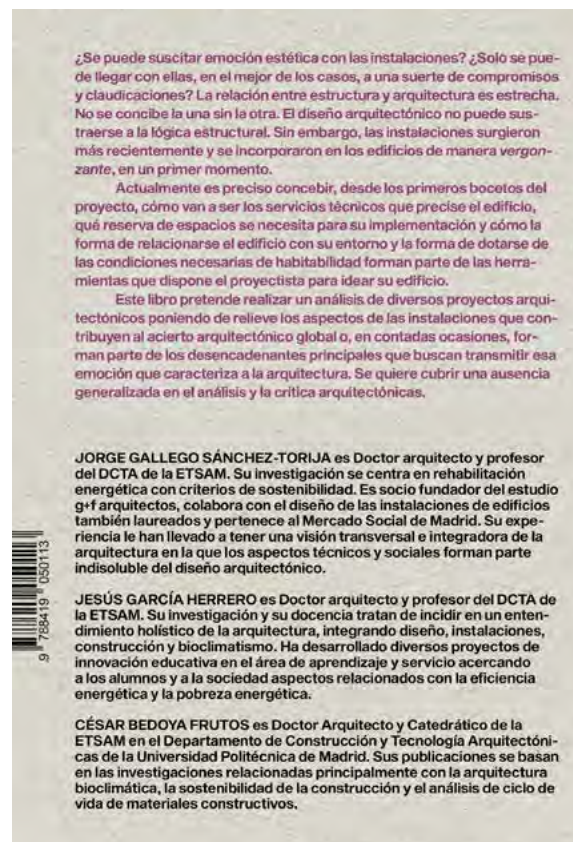 ¿Se puede suscitar emoción estética con las instalaciones? ¿Solo se pue-
de llegar con ellas, en el mejor de los casos, a una suerte de compromisos
y claudicaciones? La relación entre estructura y arquitectura es estrecha.
No se concibe la una sin la otra. El diseño arquitectónico no puede sus-
traerse a la lógica estructural. Sin embargo, las instalaciones surgieron
más recientemente y se incorporaron en los edificios de manera vergon-
zante, en un primer momento.
Actualmente es preciso concebir, desde los primeros bocetos del
proyecto, cómo van a ser los servicios técnicos que precise el edificio,
qué reserva de espacios se necesita para su implementación y cómo la
forma de relacionarse el edificio con su entorno y la forma de dotarse de
las condiciones necesarias de habitabilidad forman parte de las herra-
mientas que dispone el proyectista para idear su edificio.
Este libro pretende realizar un análisis de diversos proyectos arqui-
tectónicos poniendo de relieve los aspectos de las instalaciones que con-
tribuyen al acierto arquitectónico global o, en contadas ocasiones, for-
man parte de los desencadenantes principales que buscan transmitir esa
emoción que caracteriza a la arquitectura. Se quiere cubrir una ausencia
generalizada en el análisis y la crítica arquitectónicas.
JORGE GALLEGO SÁNCHEZ-TORIJA es Doctor arquitecto y profesor
del DCTA de la ETSAM. Su investigación se centra en rehabilitación
energética con criterios de sostenibilidad. Es socio fundador del estudio
g+f arquitectos, colabora con el diseño de las instalaciones de edificios
también laureados y pertenece al Mercado Social de Madrid. Su expe-
riencia le han llevado a tener una visión transversal e integradora de la
arquitectura en la que los aspectos técnicos y sociales forman parte
indisoluble del diseño arquitectónico.
JESÚS GARCÍA HERRERO es Doctor arquitecto y profesor del DCTA de
la ETSAM. Su investigación y su docencia tratan de incidir en un enten-
dimiento holístico de la arquitectura, integrando diseño, instalaciones,
construcción y bioclimatismo. Ha desarrollado diversos proyectos de
innovación educativa en el área de aprendizaje y servicio acercando
a los alumnos y a la sociedad aspectos relacionados con la eficiencia
energética y la pobreza energética.
CÉSAR BEDOYA FRUTOS es Doctor Arquitecto y Catedrático de la
ETSAM en el Departamento de Construcción y Tecnología Arquitectóni-
cas de la Universidad Politécnica de Madrid. Sus publicaciones se basan
en las investigaciones relacionadas principalmente con la arquitectura
bioclimática, la sostenibilidad de la construcción y el análisis de ciclo de
vida de materiales constructivos.
9 788419 050113